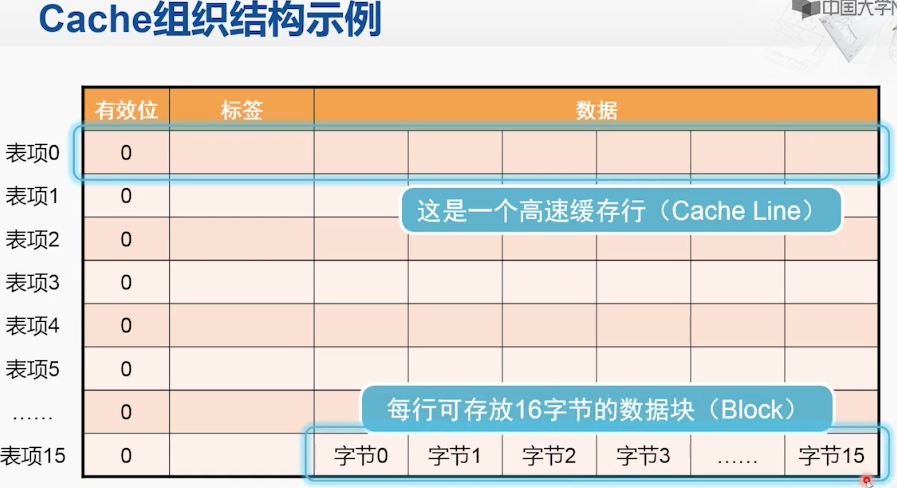 Cache组织结构示例
中国大学
有效位 标签 数据
表项0 0
表项1 0
这是一个高速缓存行（Cache Line）
表项2 0
表项3 0
表项4 0
表项5 0
…… 0
每行可存放16字节的数据块（Block）
表项15 0 字节0 字节1 字节2 字节3 …… 字节15